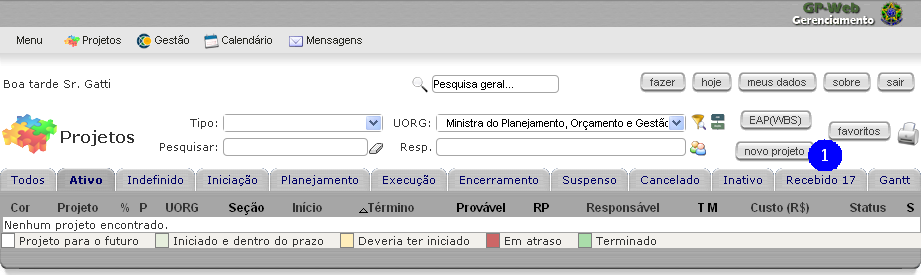 GP-Web
Gerenciamento
Menu Projetos Gestão Calendário Mensagens
Boa tarde Sr. Gatti Pesquisa geral... fazer hoje meus dados sobre sair
Projetos Tipo: UORG: Ministra do Planejamento, Orçamento e Gestão EAP(WBS) favoritos
Pesquisar: Resp. novo projeto 1
Todos Ativo Indefinido Iniciação Planejamento Execução Encerramento Suspenso Cancelado Inativo Recebido 17 Gantt
Cor Projeto % P UORG Seção Início Término Provável RP Responsável T M Custo (R$) Status S
Nenhum projeto encontrado.
Projeto para o futuro Iniciado e dentro do prazo Deveria ter iniciado Em atraso Terminado